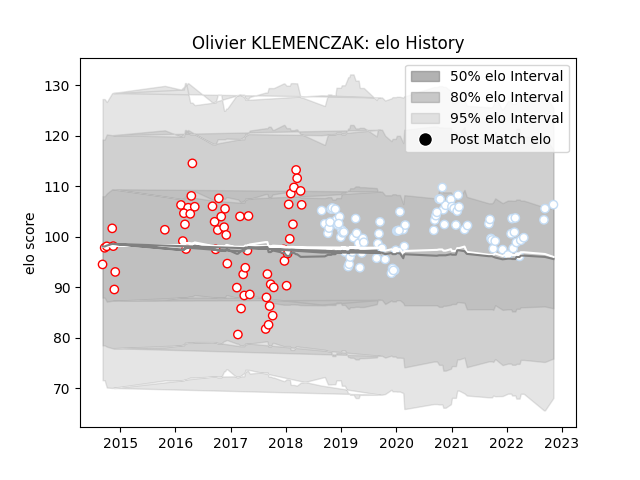 Olivier KLEMENCZAK: elo History
50% elo Interval
80% elo Interval
95% elo Interval
Post Match elo
elo score
130
120
110
100
90
80
70
2015 2016 2017 2018 2019 2020 2021 2022 2023